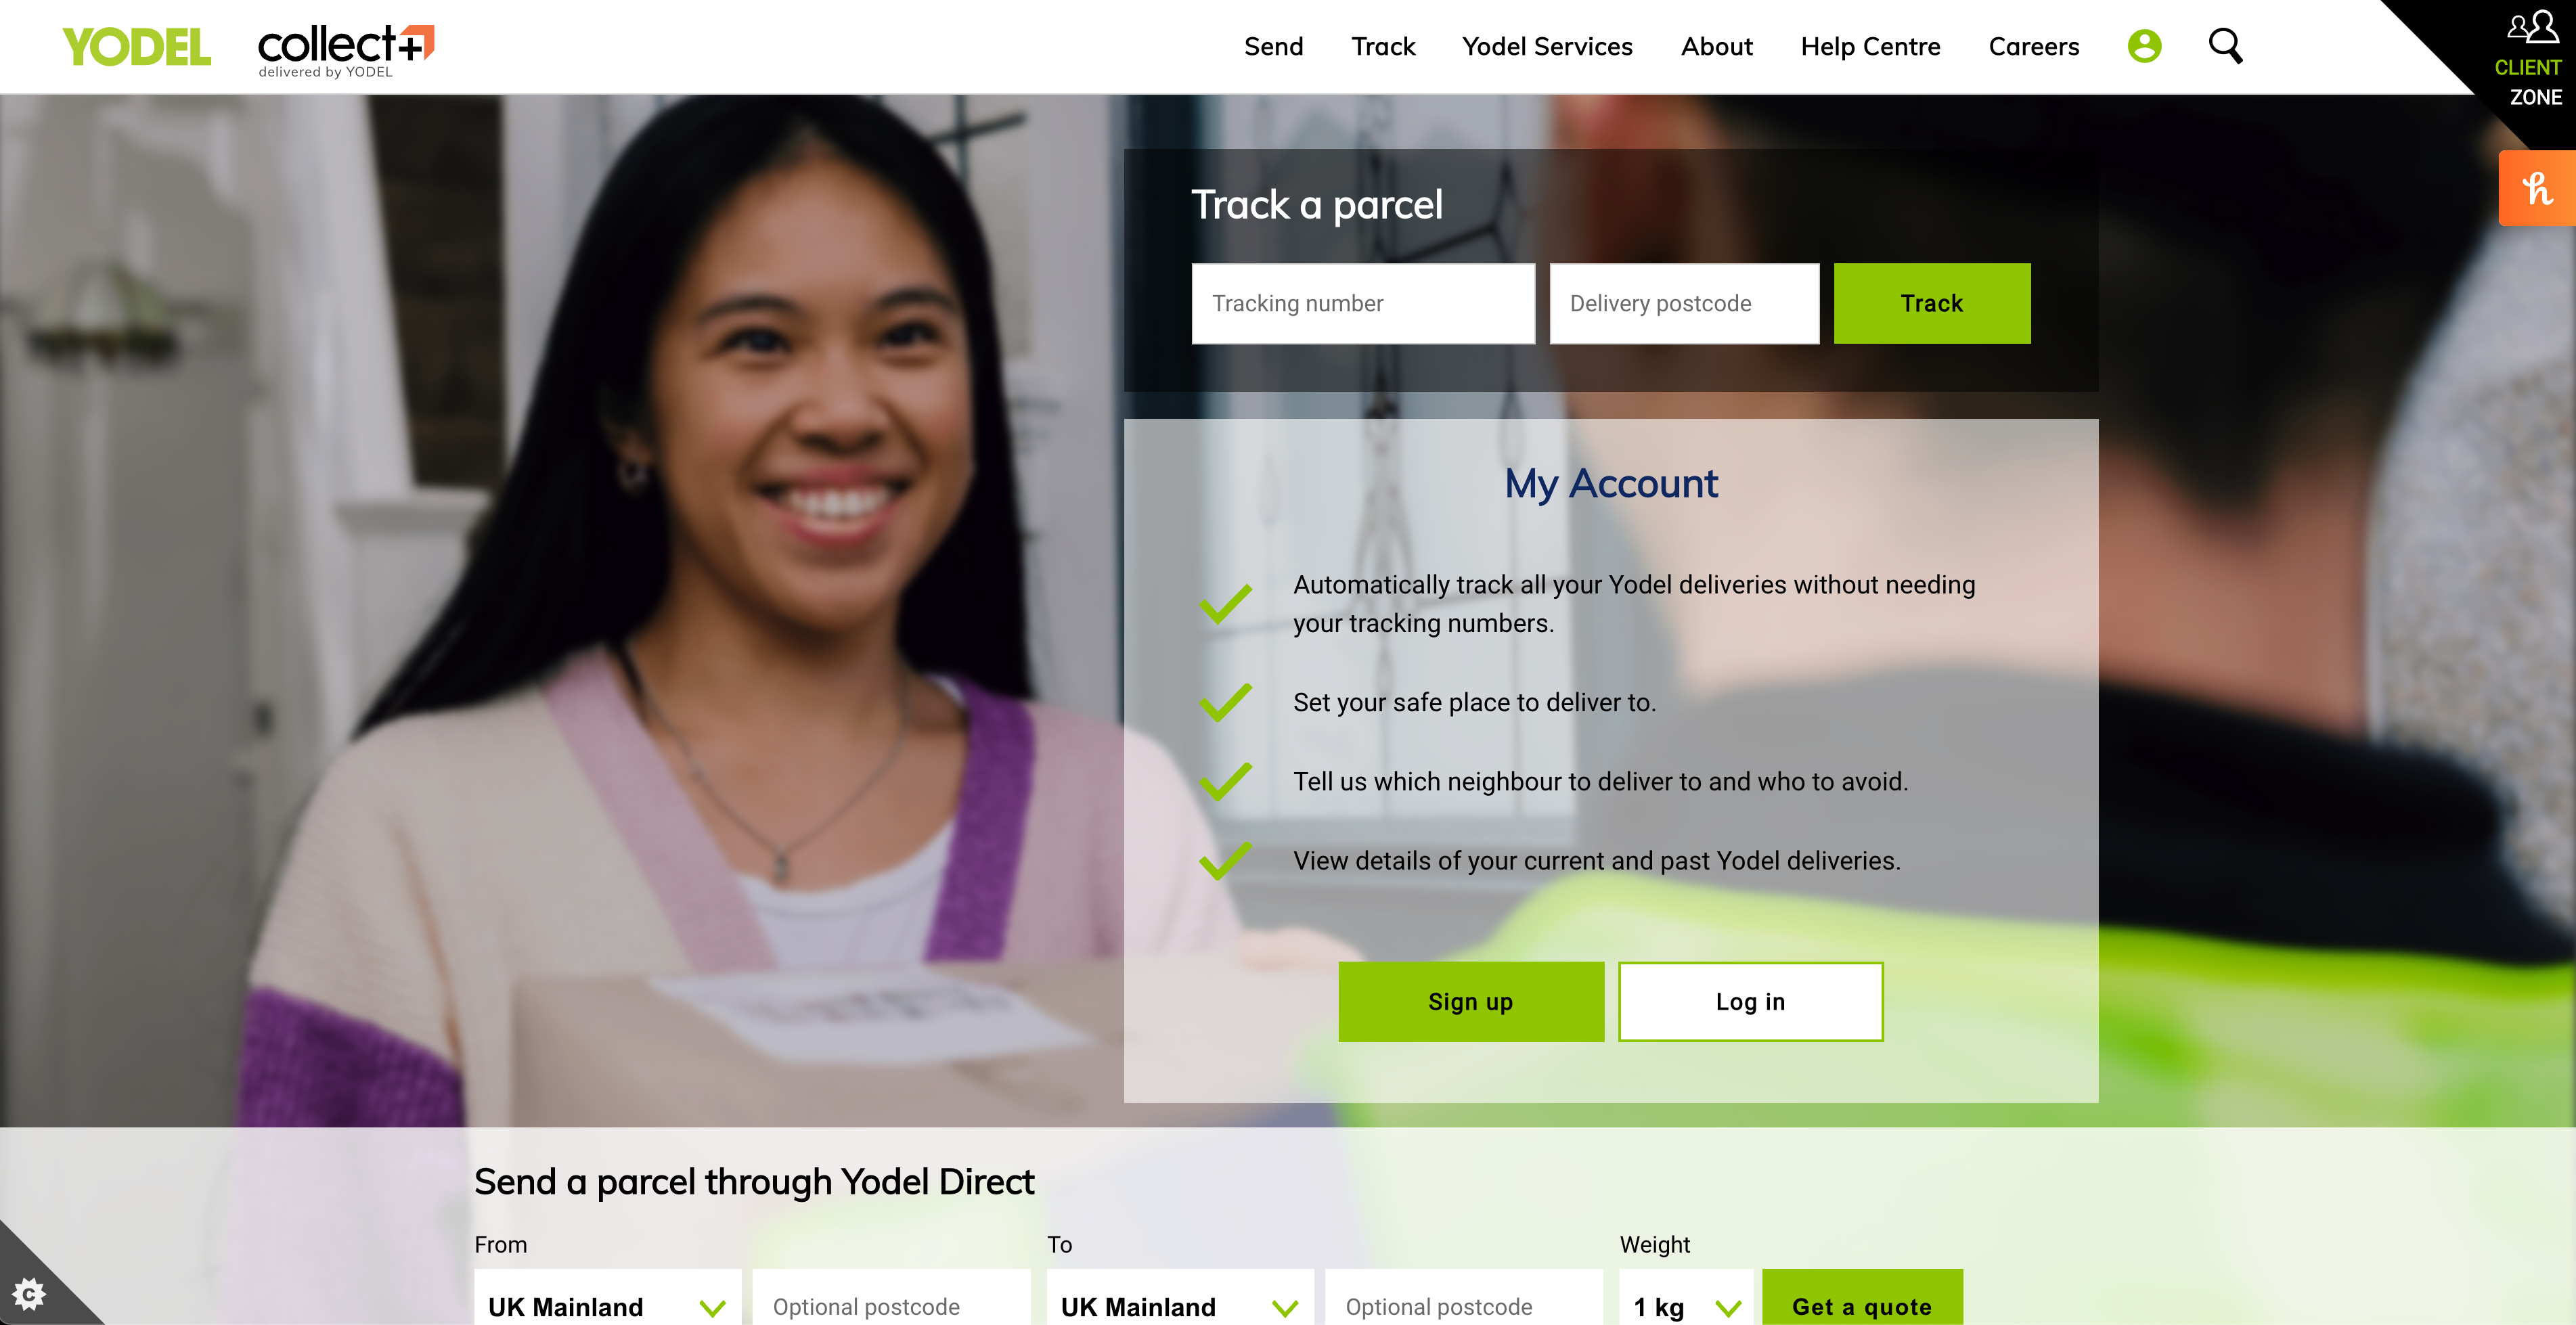 YODEL
collect+
delivered by YODEL
Send
Track
Yodel Services
About
Help Centre
Careers
CLIENT
ZONE
h
Track a parcel
Tracking number
Delivery postcode
Track
My Account
Automatically track all your Yodel deliveries without needing
your tracking numbers.
Set your safe place to deliver to.
Tell us which neighbour to deliver to and who to avoid.
View details of your current and past Yodel deliveries.
Sign up
Log in
Send a parcel through Yodel Direct
From
To
Weight
UK Mainland
Optional postcode
UK Mainland
Optional postcode
1 kg
Get a quote
C